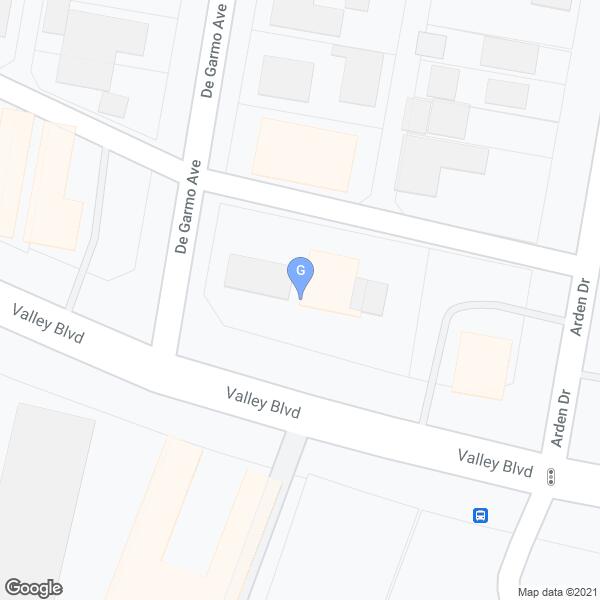 De Garmo Ave
De Garmo Ave
G
Arden Dr
Valley Blvd
Valley Blvd
Arden Dr
Valley Blvd
Google
Map data ©2021